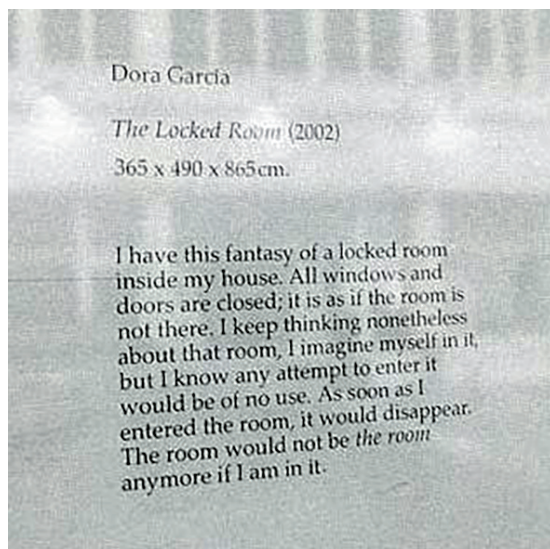 Dora García
The Locked Room (2002)
365 x 490 x 865cm.
I have this fantasy of a locked room
inside my house. All windows and
doors are closed; it is as if the room is
not there. I keep thinking nonetheless
about that room, I imagine myself in it,
but I know any attempt to enter it
would be of no use. As soon as I
entered the room, it would disappear.
The room would not be the room
anymore if I am in it.